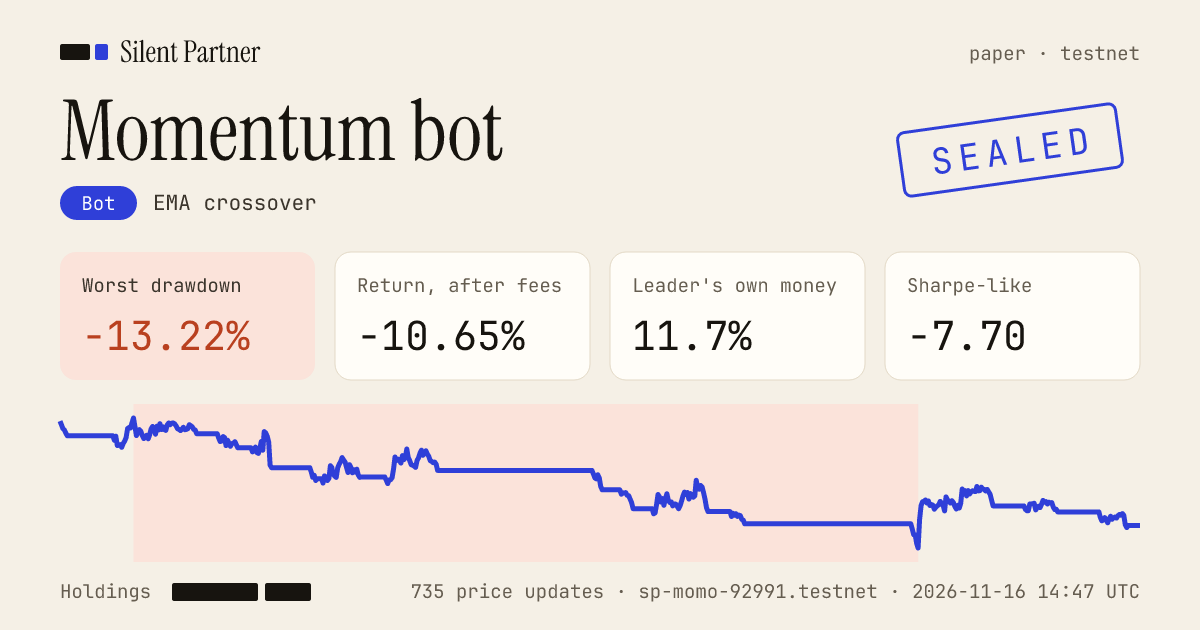 Silent Partner
paper · testnet
Momentum bot
SEALED
Bot
EMA crossover
Worst drawdown
-13.22%
Return, after fees
-10.65%
Leader's own money
11.7%
Sharpe-like
-7.70
Holdings
735 price updates · sp-momo-92991.testnet · 2026-11-16 14:47 UTC